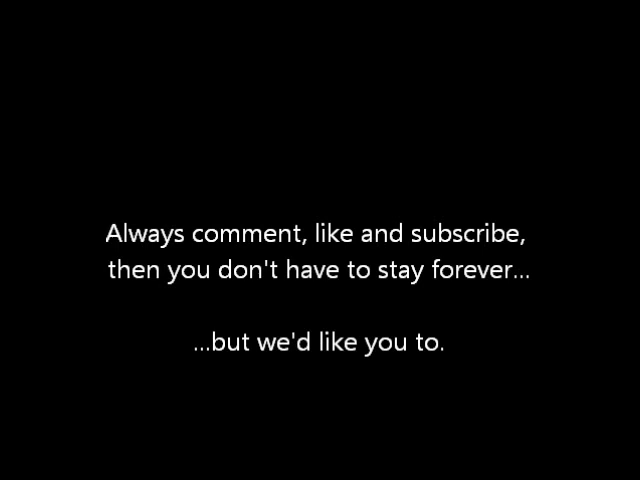 Always comment, like and subscribe,
then you don't have to stay forever...
...but we'd like you to.